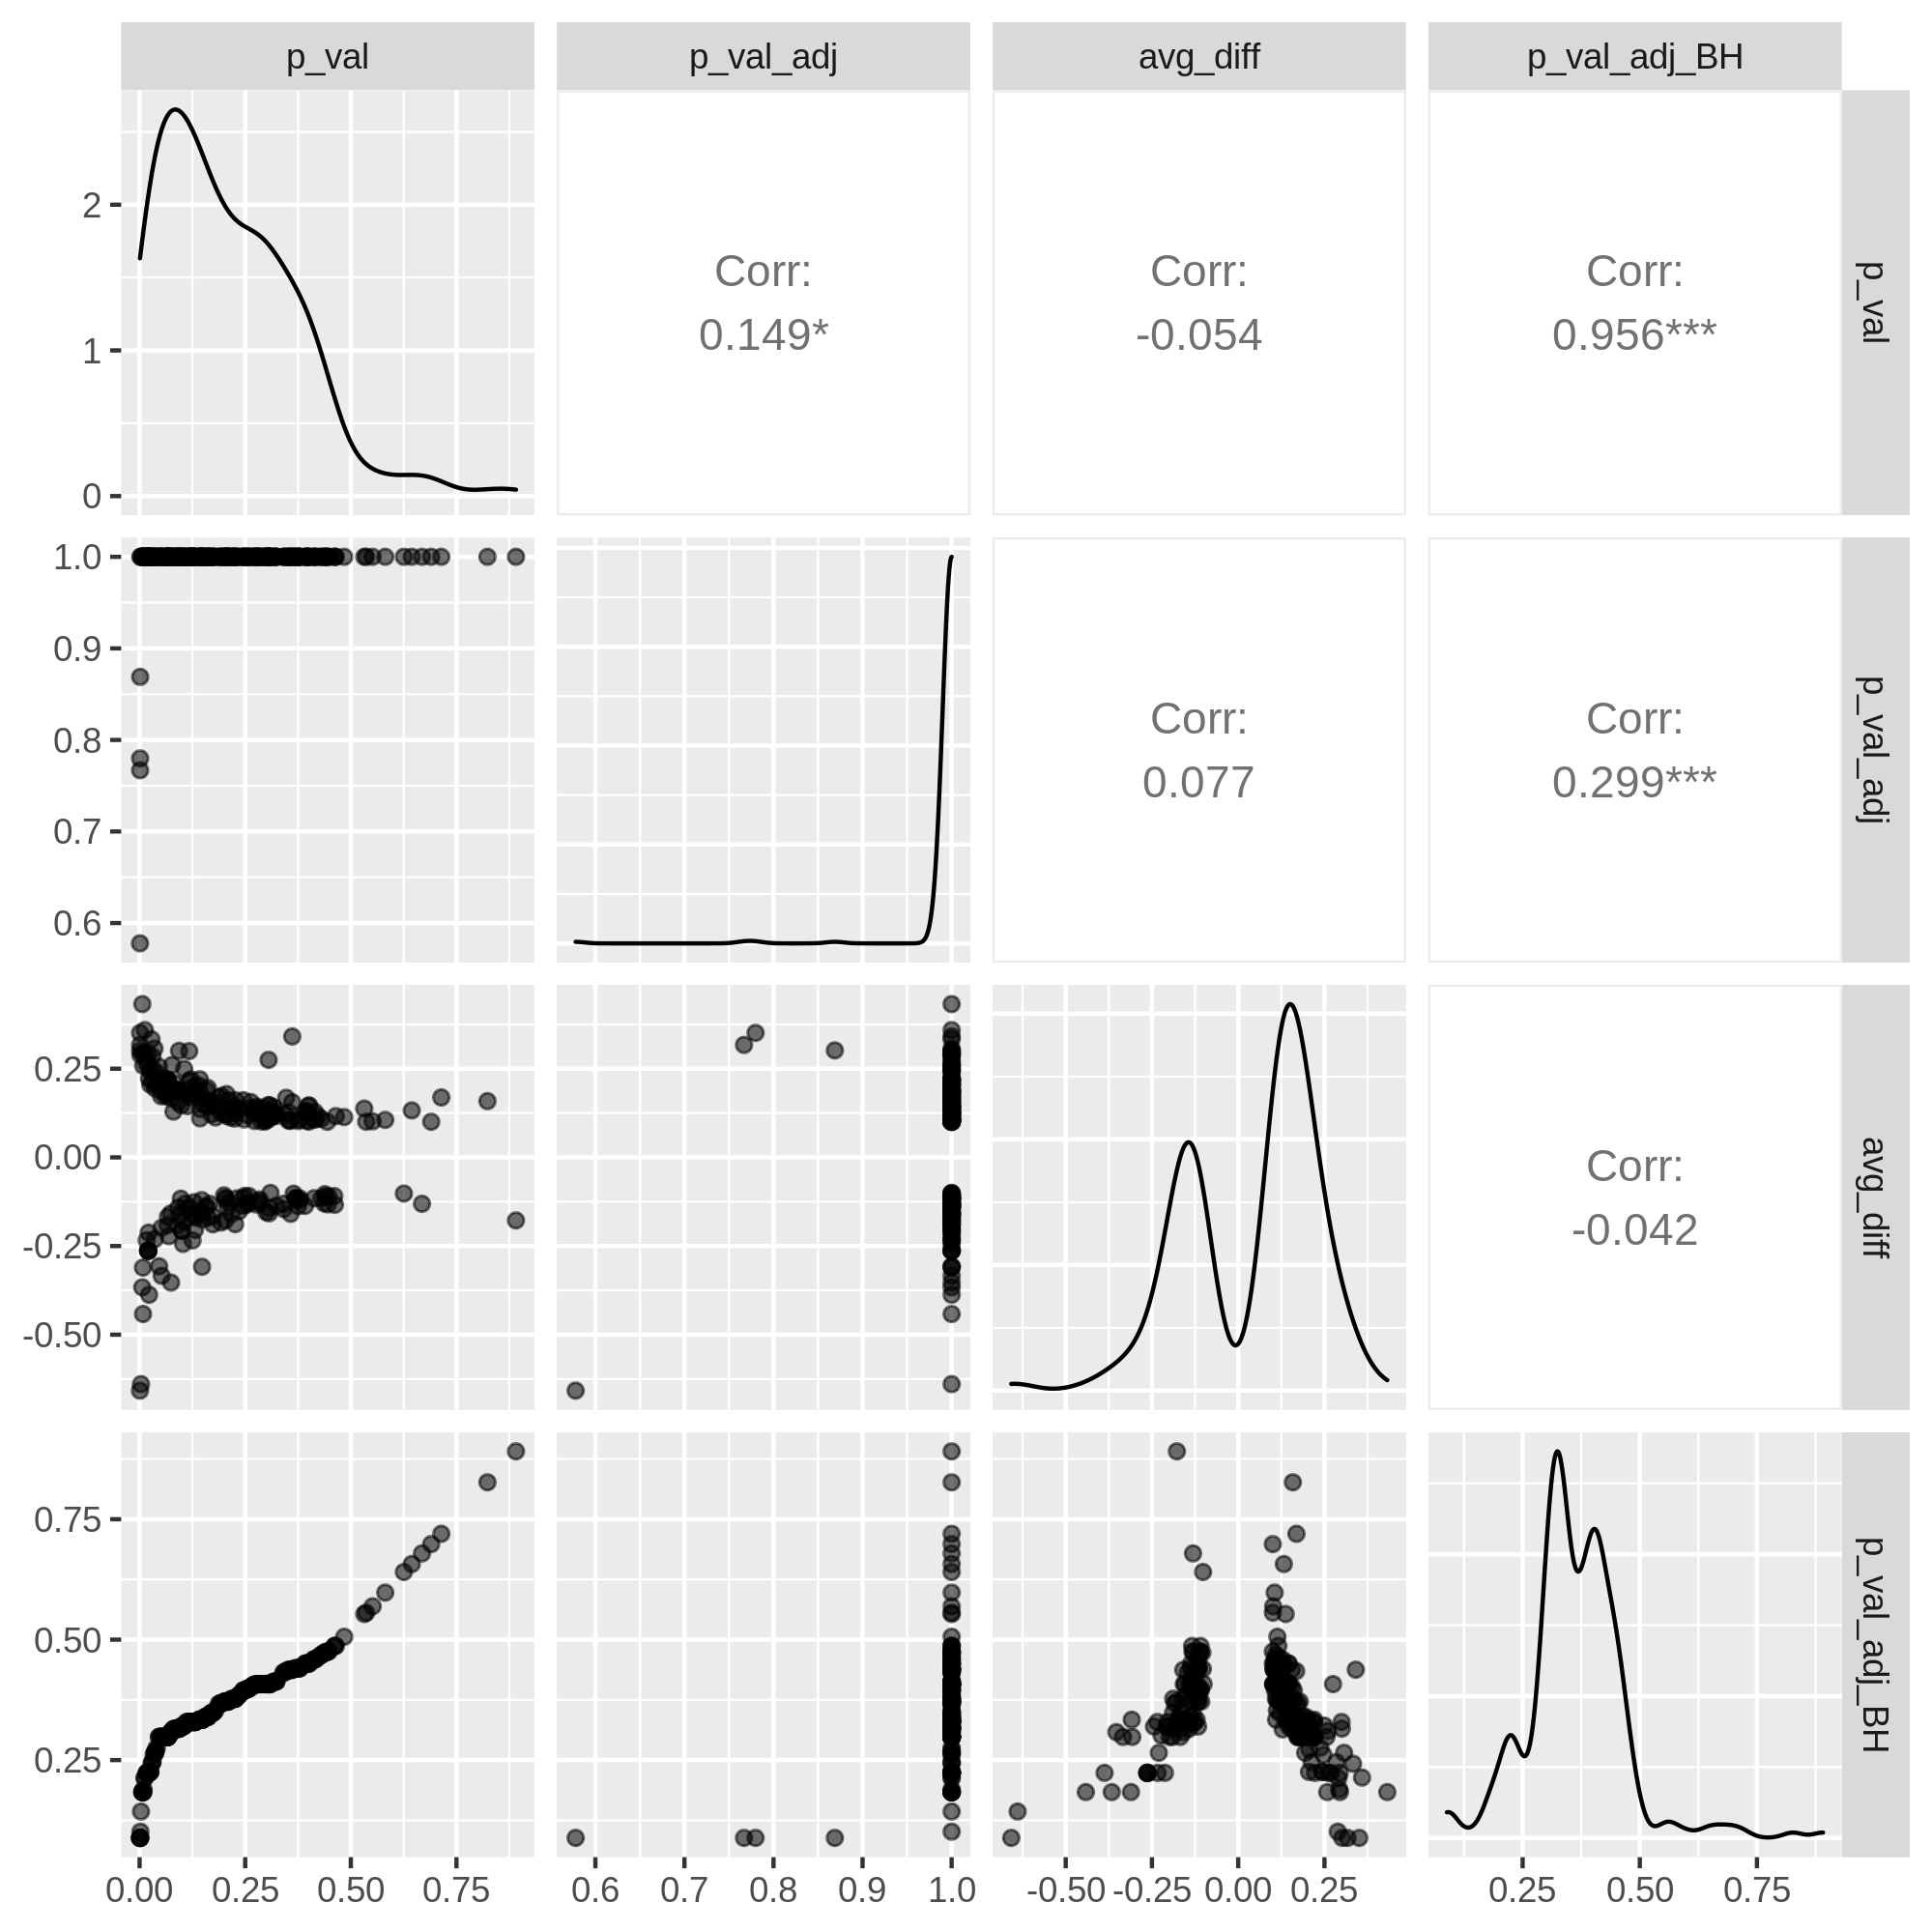 p_val
p_val_adj
avg_diff
p_val_adj_BH
2
1
0
Corr:
0.149*
Corr:
-0.054
Corr:
0.956***
p_val
1.0
0.9
0.8
0.7
0.6
Corr:
0.077
Corr:
0.299***
p_val_adj
0.25
0.00
-0.25
-0.50
Corr:
-0.042
avg_diff
0.75
0.50
0.25
p_val_adj_BH
0.00 0.25 0.50 0.75
0.6 0.7 0.8 0.9 1.0
-0.50 -0.25 0.00 0.25
0.25 0.50 0.75